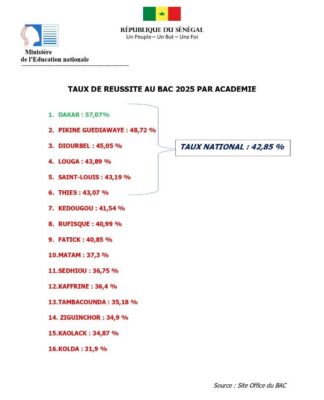 RÉPUBLIQUE DU SÉNÉGAL
Un Peuple – Un But – Une Foi
Ministère
de l'Education nationale
TAUX DE REUSSITE AU BAC 2025 PAR ACADEMIE
1. DAKAR : 57,07%
2. PIKINE GUEDIAWAYE : 48,72 %
3. DIOURBEL : 45,05 %
TAUX NATIONAL : 42,85 %
4. LOUGA : 43,89 %
5. SAINT-LOUIS : 43,19 %
6. THIES : 43,07 %
7. KEDOUGOU : 41,54 %
8. RUFISQUE : 40,99 %
9. FATICK : 40,85 %
10.MATAM : 37,3 %
11.SEDHIOU : 36,75 %
12.KAFFRINE : 36,4 %
13.TAMBACOUNDA : 35,18 %
14. ZIGUINCHOR : 34,9 %
15.KAOLACK : 34,87 %
16.KOLDA : 31,9 %
Source : Site Office du BAC